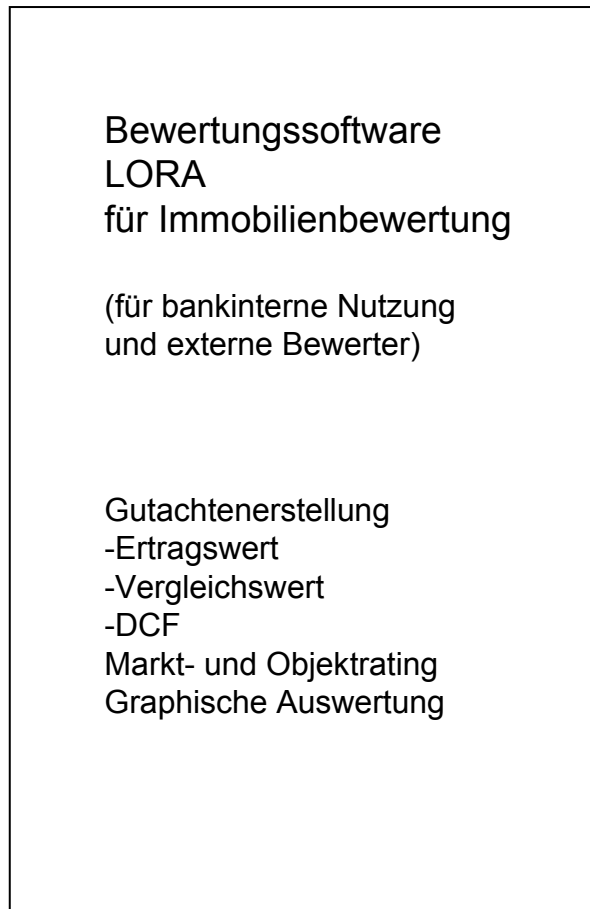 Bewertungssoftware
LORA
für Immobilienbewertung
(für bankinterne Nutzung
und externe Bewerter)
Gutachtenerstellung
-Ertragswert
-Vergleichswert
-DCF
Markt- und Objektrating
Graphische Auswertung